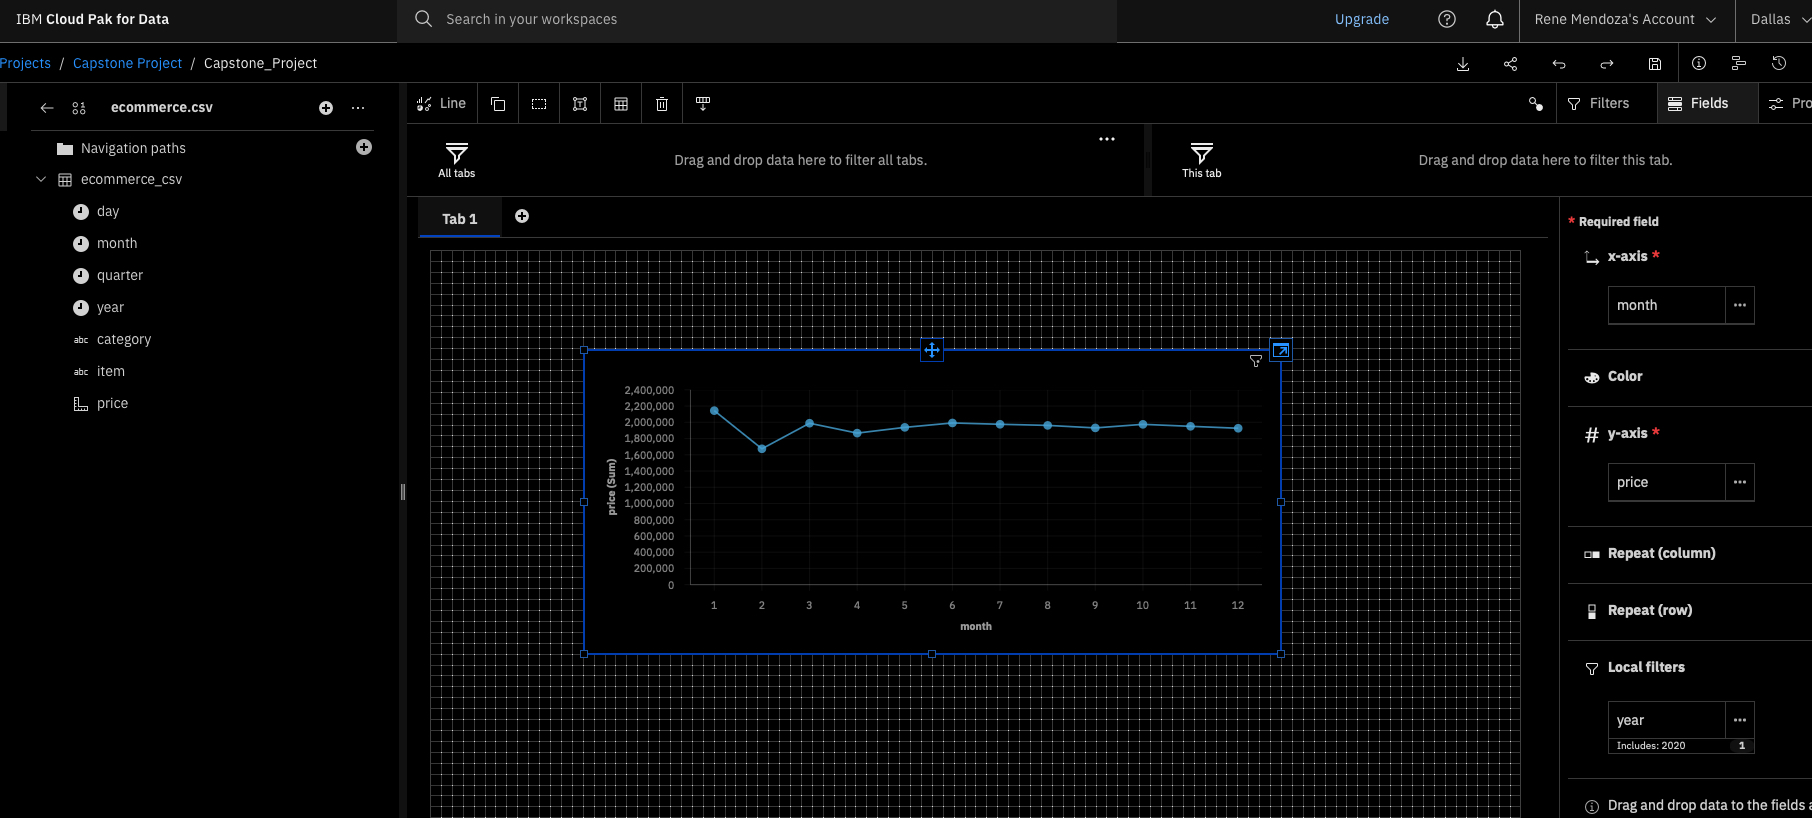 IBM Cloud Pak for Data
Search in your workspaces
Upgrade
Rene Mendoza's Account
Dallas
Projects / Capstone Project / Capstone_Project
ecommerce.csv
Line
Filters
Fields
Pro
Navigation paths
ecommerce_csv
day
month
quarter
year
abc category
abc item
price
All tabs
Drag and drop data here to filter all tabs.
This tab
Drag and drop data here to filter this tab.
Tab 1
2,400,000
2,200,000
2,000,000
1,800,000
1,600,000
1,400,000
1,200,000
1,000,000
800,000
600,000
400,000
200,000
0
price (Sum)
1 2 3 4 5 6 7 8 9 10 11 12
month
* Required field
x-axis *
month
Color
# y-axis *
price
Repeat (column)
Repeat (row)
Local filters
year
Includes: 2020 1
Drag and drop data to the fields a